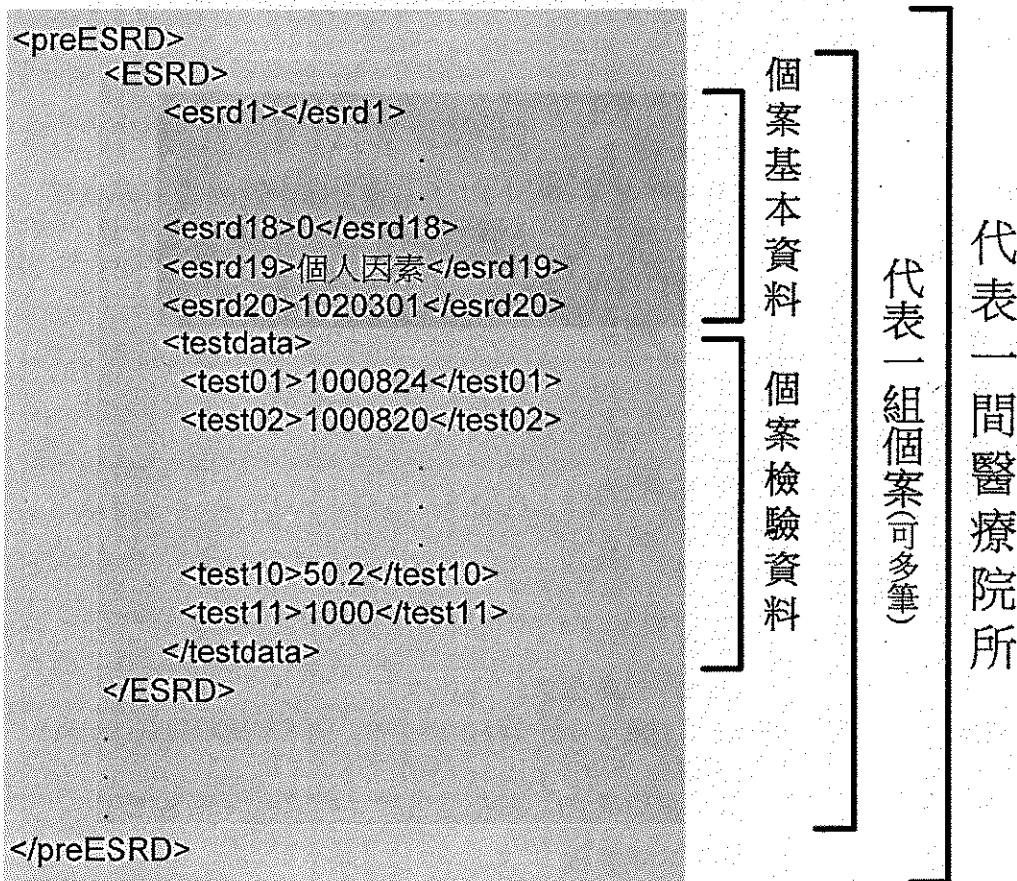 <preESRD>
<ESRD>
<esrd1></esrd1>
.
.
<esrd18>0</esrd18>
<esrd19>個人因素</esrd19>
<esrd20>1020301</esrd20>
<testdata>
<test01>1000824</test01>
<test02>1000820</test02>
.
.
.
<test10>50.2</test10>
<test11>1000</test11>
</testdata>
</ESRD>
.
.
.
</preESRD>
個案基本資料
個案檢驗資料
代表一組個案(可多筆)
代表一間醫療院所